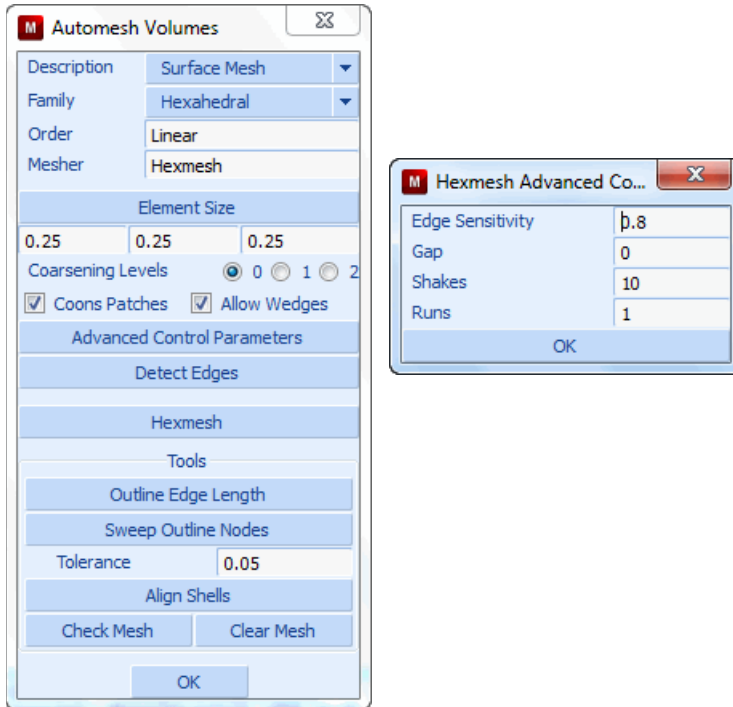 M Automesh Volumes
Description Surface Mesh
Family Hexahedral
Order Linear
Mesher Hexmesh
Element Size
0.25 0.25 0.25
Coarsening Levels 0 1 2
Coons Patches Allow Wedges
Advanced Control Parameters
Detect Edges
Hexmesh
Tools
Outline Edge Length
Sweep Outline Nodes
Tolerance 0.05
Align Shells
Check Mesh Clear Mesh
OK
M Hexmesh Advanced Co...
Edge Sensitivity 0.8
Gap 0
Shakes 10
Runs 1
OK